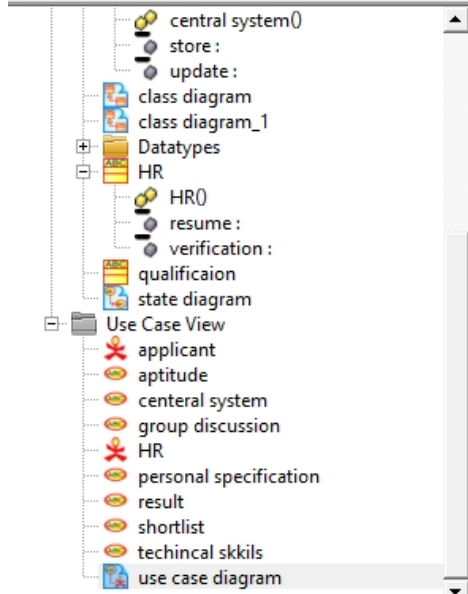 central system()
store :
update :
class diagram
class diagram_1
Datatypes
HR
HR()
resume :
verification :
qualificaion
state diagram
Use Case View
applicant
aptitude
centeral system
group discussion
HR
personal specification
result
shortlist
techincal skkils
use case diagram